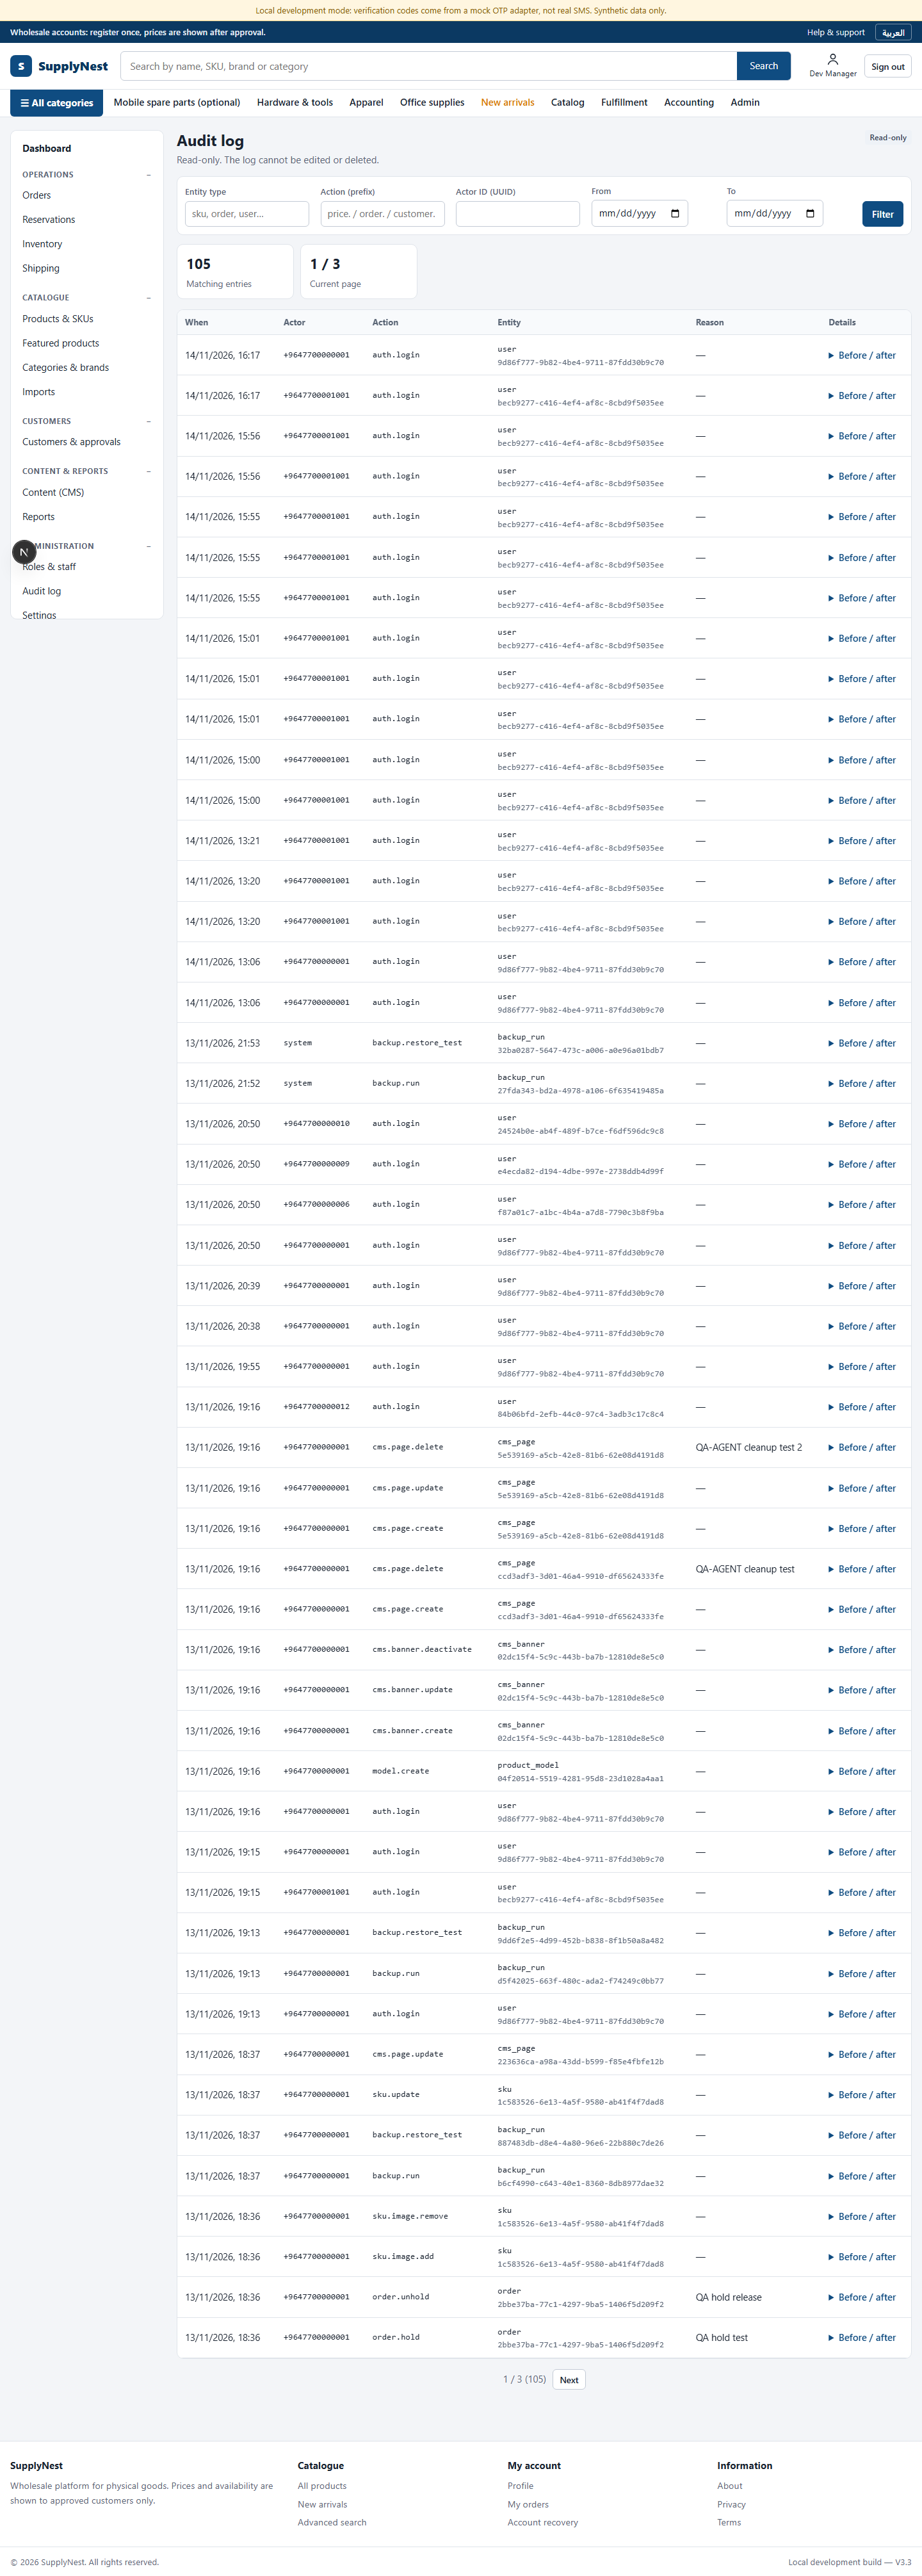 Local development mode: verification codes come from a mock OTP adapter, not real SMS. Synthetic data only.
Wholesale accounts: register once, prices are shown after approval.
Help & support
العربية
S SupplyNest
Search by name, SKU, brand or category
Search
Dev Manager
Sign out
☰ All categories
Mobile spare parts (optional)
Hardware & tools
Apparel
Office supplies
New arrivals
Catalog
Fulfillment
Accounting
Admin
Dashboard
OPERATIONS –
Orders
Reservations
Inventory
Shipping
CATALOGUE –
Products & SKUs
Featured products
Categories & brands
Imports
CUSTOMERS –
Customers & approvals
CONTENT & REPORTS –
Content (CMS)
Reports
N
MINISTRATION –
Roles & staff
Audit log
Settings
Audit log
Read-only
Read-only. The log cannot be edited or deleted.
Entity type
Action (prefix)
Actor ID (UUID)
From
To
sku, order, user…
price. / order. / customer.
mm/dd/yyyy
mm/dd/yyyy
Filter
105
Matching entries
1 / 3
Current page
When Actor Action Entity Reason Details
14/11/2026, 16:17 +9647700000001 auth.login user — ▶ Before / after
9d86f777-9b82-4be4-9711-87fdd30b9c70
14/11/2026, 16:17 +9647700001001 auth.login user — ▶ Before / after
becb9277-c416-4ef4-af8c-8cbd9f5035ee
14/11/2026, 15:56 +9647700001001 auth.login user — ▶ Before / after
becb9277-c416-4ef4-af8c-8cbd9f5035ee
14/11/2026, 15:56 +9647700001001 auth.login user — ▶ Before / after
becb9277-c416-4ef4-af8c-8cbd9f5035ee
14/11/2026, 15:55 +9647700001001 auth.login user — ▶ Before / after
becb9277-c416-4ef4-af8c-8cbd9f5035ee
14/11/2026, 15:55 +9647700001001 auth.login user — ▶ Before / after
becb9277-c416-4ef4-af8c-8cbd9f5035ee
14/11/2026, 15:55 +9647700001001 auth.login user — ▶ Before / after
becb9277-c416-4ef4-af8c-8cbd9f5035ee
14/11/2026, 15:01 +9647700001001 auth.login user — ▶ Before / after
becb9277-c416-4ef4-af8c-8cbd9f5035ee
14/11/2026, 15:01 +9647700001001 auth.login user — ▶ Before / after
becb9277-c416-4ef4-af8c-8cbd9f5035ee
14/11/2026, 15:01 +9647700001001 auth.login user — ▶ Before / after
becb9277-c416-4ef4-af8c-8cbd9f5035ee
14/11/2026, 15:00 +9647700001001 auth.login user — ▶ Before / after
becb9277-c416-4ef4-af8c-8cbd9f5035ee
14/11/2026, 15:00 +9647700001001 auth.login user — ▶ Before / after
becb9277-c416-4ef4-af8c-8cbd9f5035ee
14/11/2026, 13:21 +9647700001001 auth.login user — ▶ Before / after
becb9277-c416-4ef4-af8c-8cbd9f5035ee
14/11/2026, 13:20 +9647700001001 auth.login user — ▶ Before / after
becb9277-c416-4ef4-af8c-8cbd9f5035ee
14/11/2026, 13:20 +9647700001001 auth.login user — ▶ Before / after
becb9277-c416-4ef4-af8c-8cbd9f5035ee
14/11/2026, 13:06 +9647700000001 auth.login user — ▶ Before / after
9d86f777-9b82-4be4-9711-87fdd30b9c70
14/11/2026, 13:06 +9647700000001 auth.login user — ▶ Before / after
9d86f777-9b82-4be4-9711-87fdd30b9c70
13/11/2026, 21:53 system backup.restore_test backup_run — ▶ Before / after
32ba0287-5647-473c-a006-a0e96a01bdb7
13/11/2026, 21:52 system backup.run backup_run — ▶ Before / after
27fda343-bd2a-4978-a106-6f635419485a
13/11/2026, 20:50 +9647700000010 auth.login user — ▶ Before / after
24524b0e-ab4f-489f-b7ce-f6df596dc9c8
13/11/2026, 20:50 +9647700000009 auth.login user — ▶ Before / after
e4ecda82-d194-4dbe-997e-2738ddb4d99f
13/11/2026, 20:50 +9647700000006 auth.login user — ▶ Before / after
f87a01c7-a1bc-4b4a-a7d8-7790c3b8f9ba
13/11/2026, 20:50 +9647700000001 auth.login user — ▶ Before / after
9d86f777-9b82-4be4-9711-87fdd30b9c70
13/11/2026, 20:39 +9647700000001 auth.login user — ▶ Before / after
9d86f777-9b82-4be4-9711-87fdd30b9c70
13/11/2026, 20:38 +9647700000001 auth.login user — ▶ Before / after
9d86f777-9b82-4be4-9711-87fdd30b9c70
13/11/2026, 19:55 +9647700000001 auth.login user — ▶ Before / after
9d86f777-9b82-4be4-9711-87fdd30b9c70
13/11/2026, 19:16 +9647700000012 auth.login user — ▶ Before / after
84b06bfd-2efb-44c0-97c4-3adb3c17c8c4
13/11/2026, 19:16 +9647700000001 cms.page.delete cms_page QA-AGENT cleanup test 2 ▶ Before / after
5e539169-a5cb-42e8-81b6-62e08d4191d8
13/11/2026, 19:16 +9647700000001 cms.page.update cms_page — ▶ Before / after
5e539169-a5cb-42e8-81b6-62e08d4191d8
13/11/2026, 19:16 +9647700000001 cms.page.create cms_page — ▶ Before / after
5e539169-a5cb-42e8-81b6-62e08d4191d8
13/11/2026, 19:16 +9647700000001 cms.page.delete cms_page QA-AGENT cleanup test ▶ Before / after
ccd3adf3-3d01-46a4-9910-df65624333fe
13/11/2026, 19:16 +9647700000001 cms.page.create cms_page — ▶ Before / after
ccd3adf3-3d01-46a4-9910-df65624333fe
13/11/2026, 19:16 +9647700000001 cms.banner.deactivate cms_banner — ▶ Before / after
02dc15f4-5c9c-443b-ba7b-12810de8e5c0
13/11/2026, 19:16 +9647700000001 cms.banner.update cms_banner — ▶ Before / after
02dc15f4-5c9c-443b-ba7b-12810de8e5c0
13/11/2026, 19:16 +9647700000001 cms.banner.create cms_banner — ▶ Before / after
02dc15f4-5c9c-443b-ba7b-12810de8e5c0
13/11/2026, 19:16 +9647700000001 model.create product_model — ▶ Before / after
04f20514-5519-4281-95d8-23d1028a4aa1
13/11/2026, 19:16 +9647700000001 auth.login user — ▶ Before / after
9d86f777-9b82-4be4-9711-87fdd30b9c70
13/11/2026, 19:15 +9647700000001 auth.login user — ▶ Before / after
9d86f777-9b82-4be4-9711-87fdd30b9c70
13/11/2026, 19:15 +9647700001001 auth.login user — ▶ Before / after
becb9277-c416-4ef4-af8c-8cbd9f5035ee
13/11/2026, 19:13 +9647700000001 backup.restore_test backup_run — ▶ Before / after
9dd6f2e5-4d99-452b-b838-8f1b50a8a482
13/11/2026, 19:13 +9647700000001 backup.run backup_run — ▶ Before / after
d5f42025-663f-480c-ada2-f74249c0bb77
13/11/2026, 19:13 +9647700000001 auth.login user — ▶ Before / after
9d86f777-9b82-4be4-9711-87fdd30b9c70
13/11/2026, 18:37 +9647700000001 cms.page.update cms_page — ▶ Before / after
223636ca-a98a-43dd-b599-f85e4fbfe12b
13/11/2026, 18:37 +9647700000001 sku.update sku — ▶ Before / after
1c583526-6e13-4a5f-9580-ab41f4f7dad8
13/11/2026, 18:37 +9647700000001 backup.restore_test backup_run — ▶ Before / after
887483db-d8e4-4a80-96e6-22b880c7de26
13/11/2026, 18:37 +9647700000001 backup.run backup_run — ▶ Before / after
b6cf4990-c643-40e1-8360-8db8977dae32
13/11/2026, 18:36 +9647700000001 sku.image.remove sku — ▶ Before / after
1c583526-6e13-4a5f-9580-ab41f4f7dad8
13/11/2026, 18:36 +9647700000001 sku.image.add sku — ▶ Before / after
1c583526-6e13-4a5f-9580-ab41f4f7dad8
13/11/2026, 18:36 +9647700000001 order.unhold order QA hold release ▶ Before / after
2bbe37ba-77c1-4297-9ba5-1406f5d209f2
13/11/2026, 18:36 +9647700000001 order.hold order QA hold test ▶ Before / after
2bbe37ba-77c1-4297-9ba5-1406f5d209f2
1 / 3 (105) Next
SupplyNest
Wholesale platform for physical goods. Prices and availability are
shown to approved customers only.
Catalogue
All products
New arrivals
Advanced search
My account
Profile
My orders
Account recovery
Information
About
Privacy
Terms
© 2026 SupplyNest. All rights reserved.
Local development build — V3.3